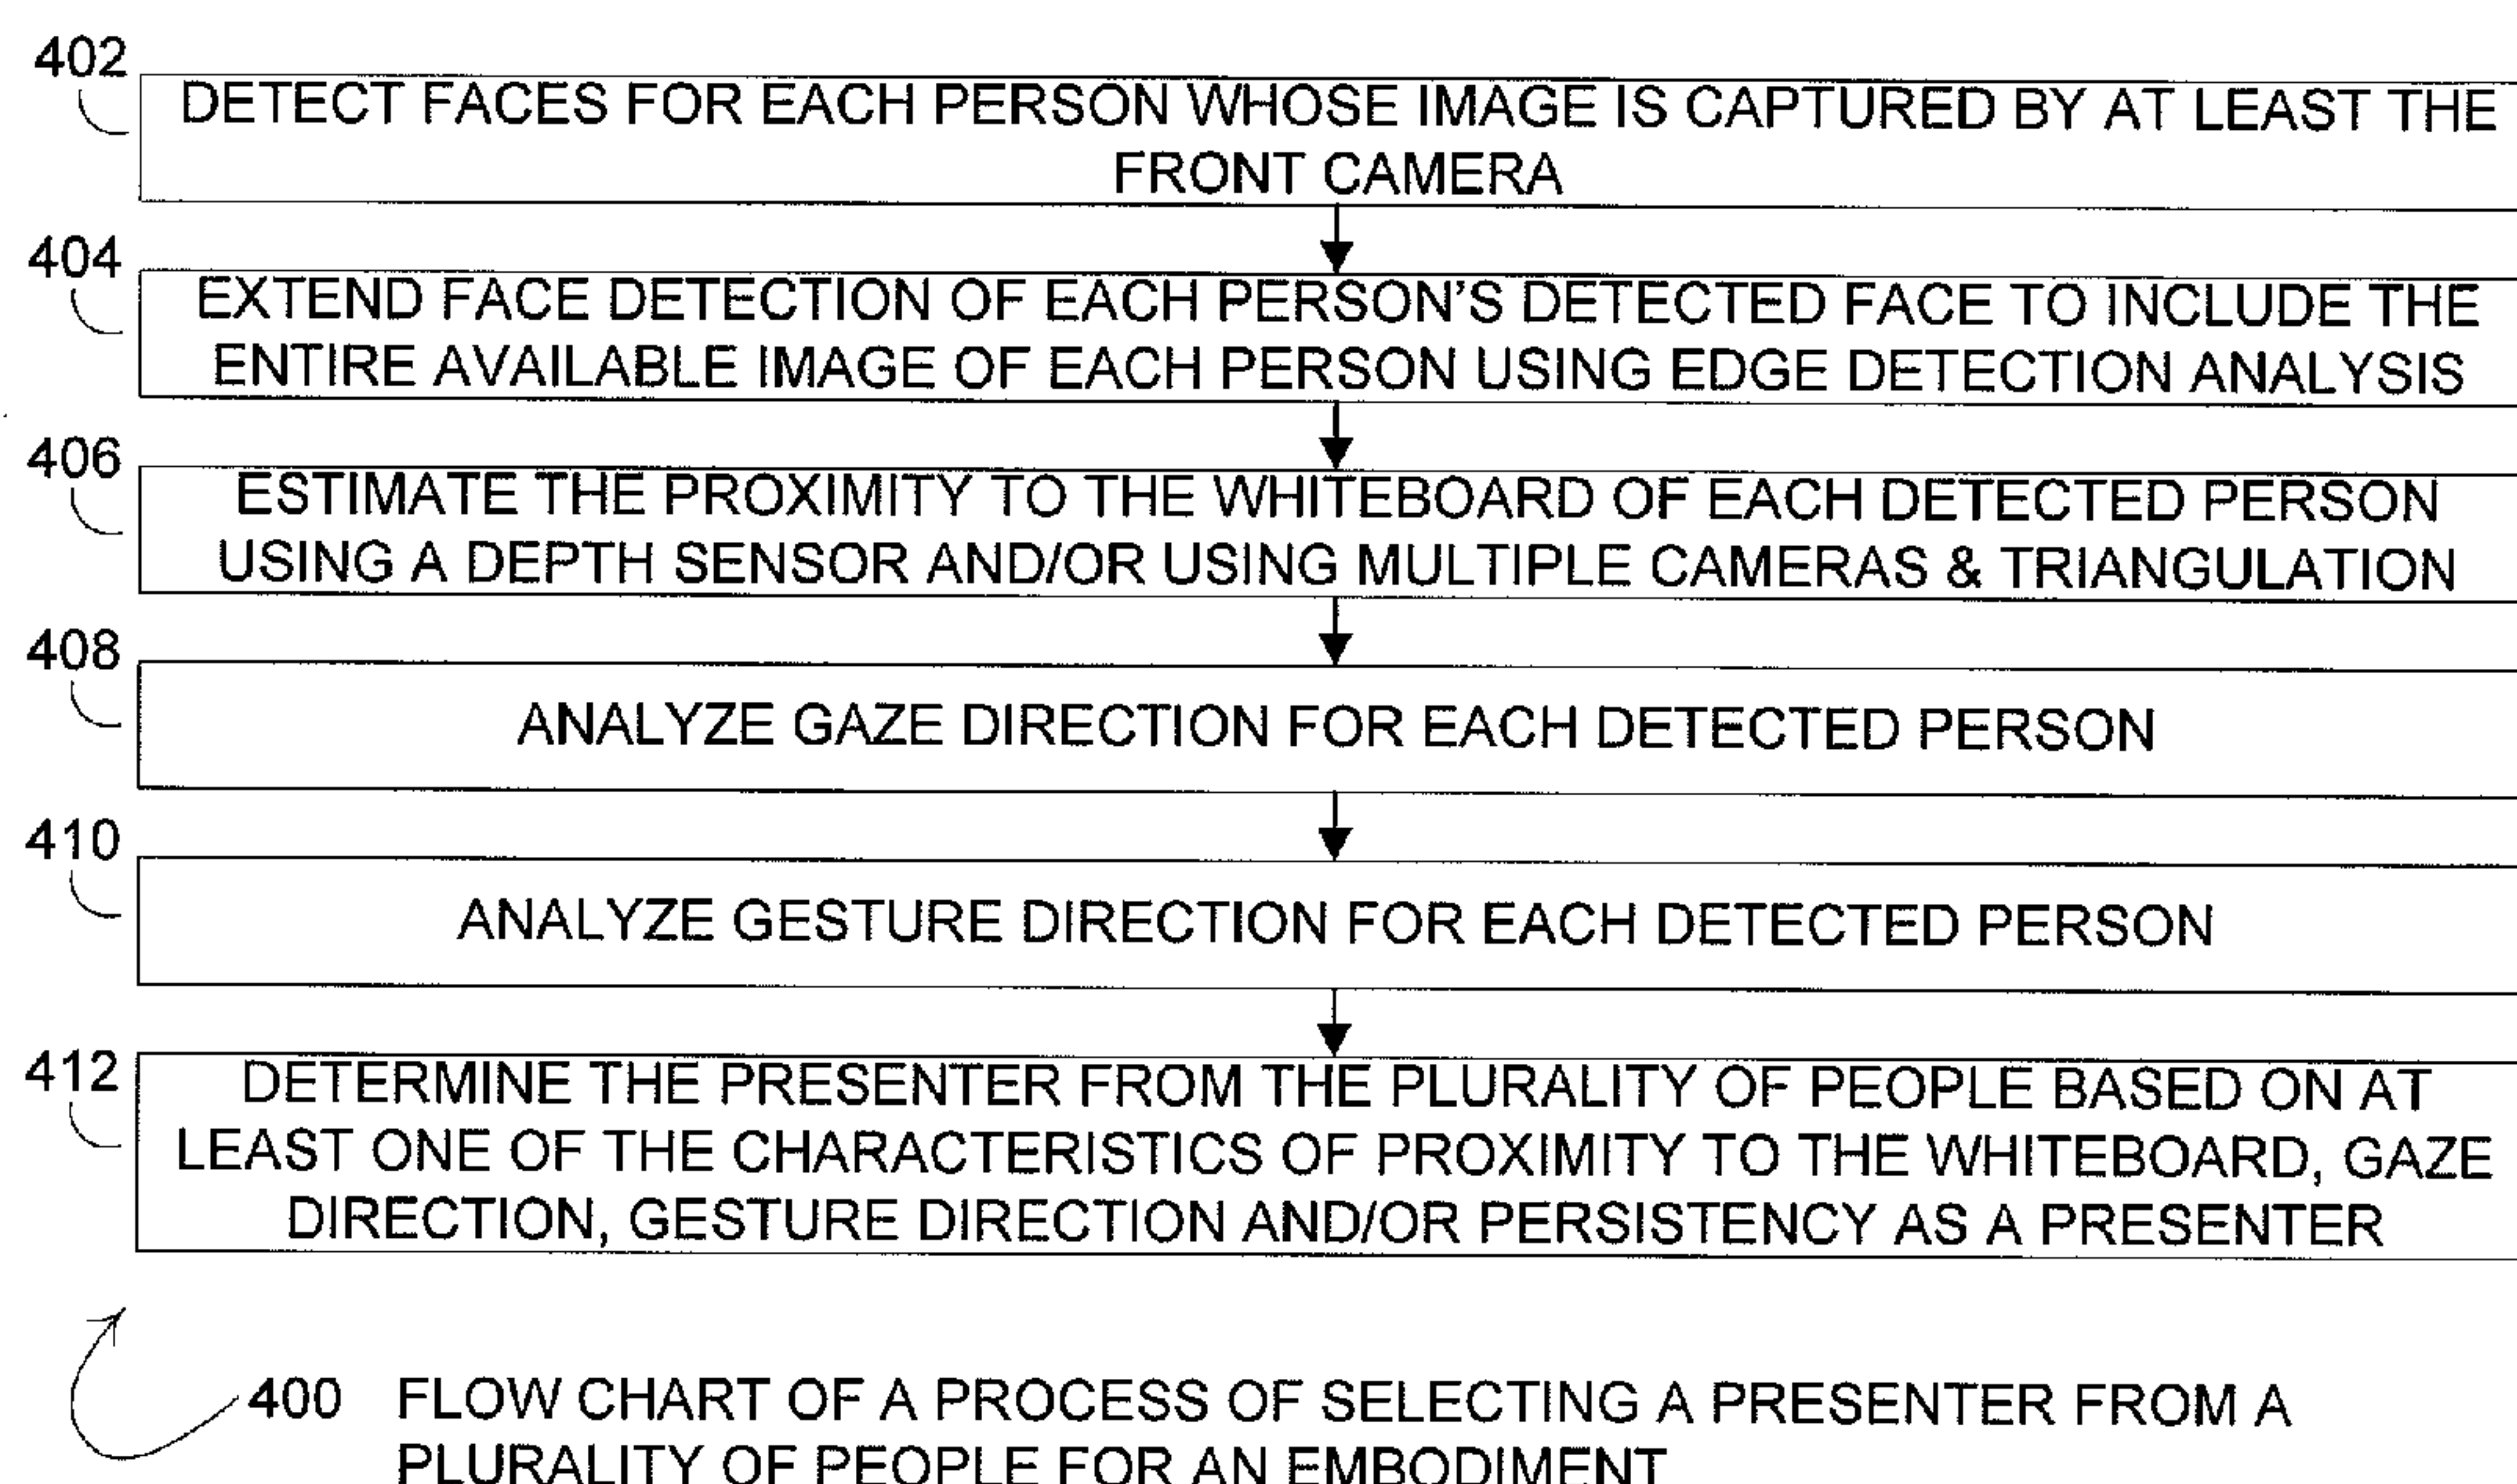 402
DETECT FACES FOR EACH PERSON WHOSE IMAGE IS CAPTURED BY AT LEAST THE
FRONT CAMERA
404
EXTEND FACE DETECTION OF EACH PERSON'S DETECTED FACE TO INCLUDE THE
ENTIRE AVAILABLE IMAGE OF EACH PERSON USING EDGE DETECTION ANALYSIS
406
ESTIMATE THE PROXIMITY TO THE WHITEBOARD OF EACH DETECTED PERSON
USING A DEPTH SENSOR AND/OR USING MULTIPLE CAMERAS & TRIANGULATION
408
ANALYZE GAZE DIRECTION FOR EACH DETECTED PERSON
410
ANALYZE GESTURE DIRECTION FOR EACH DETECTED PERSON
412
DETERMINE THE PRESENTER FROM THE PLURALITY OF PEOPLE BASED ON AT
LEAST ONE OF THE CHARACTERISTICS OF PROXIMITY TO THE WHITEBOARD, GAZE
DIRECTION, GESTURE DIRECTION AND/OR PERSISTENCY AS A PRESENTER
400 FLOW CHART OF A PROCESS OF SELECTING A PRESENTER FROM A
PLURALITY OF PEOPLE FOR AN EMBODIMENT